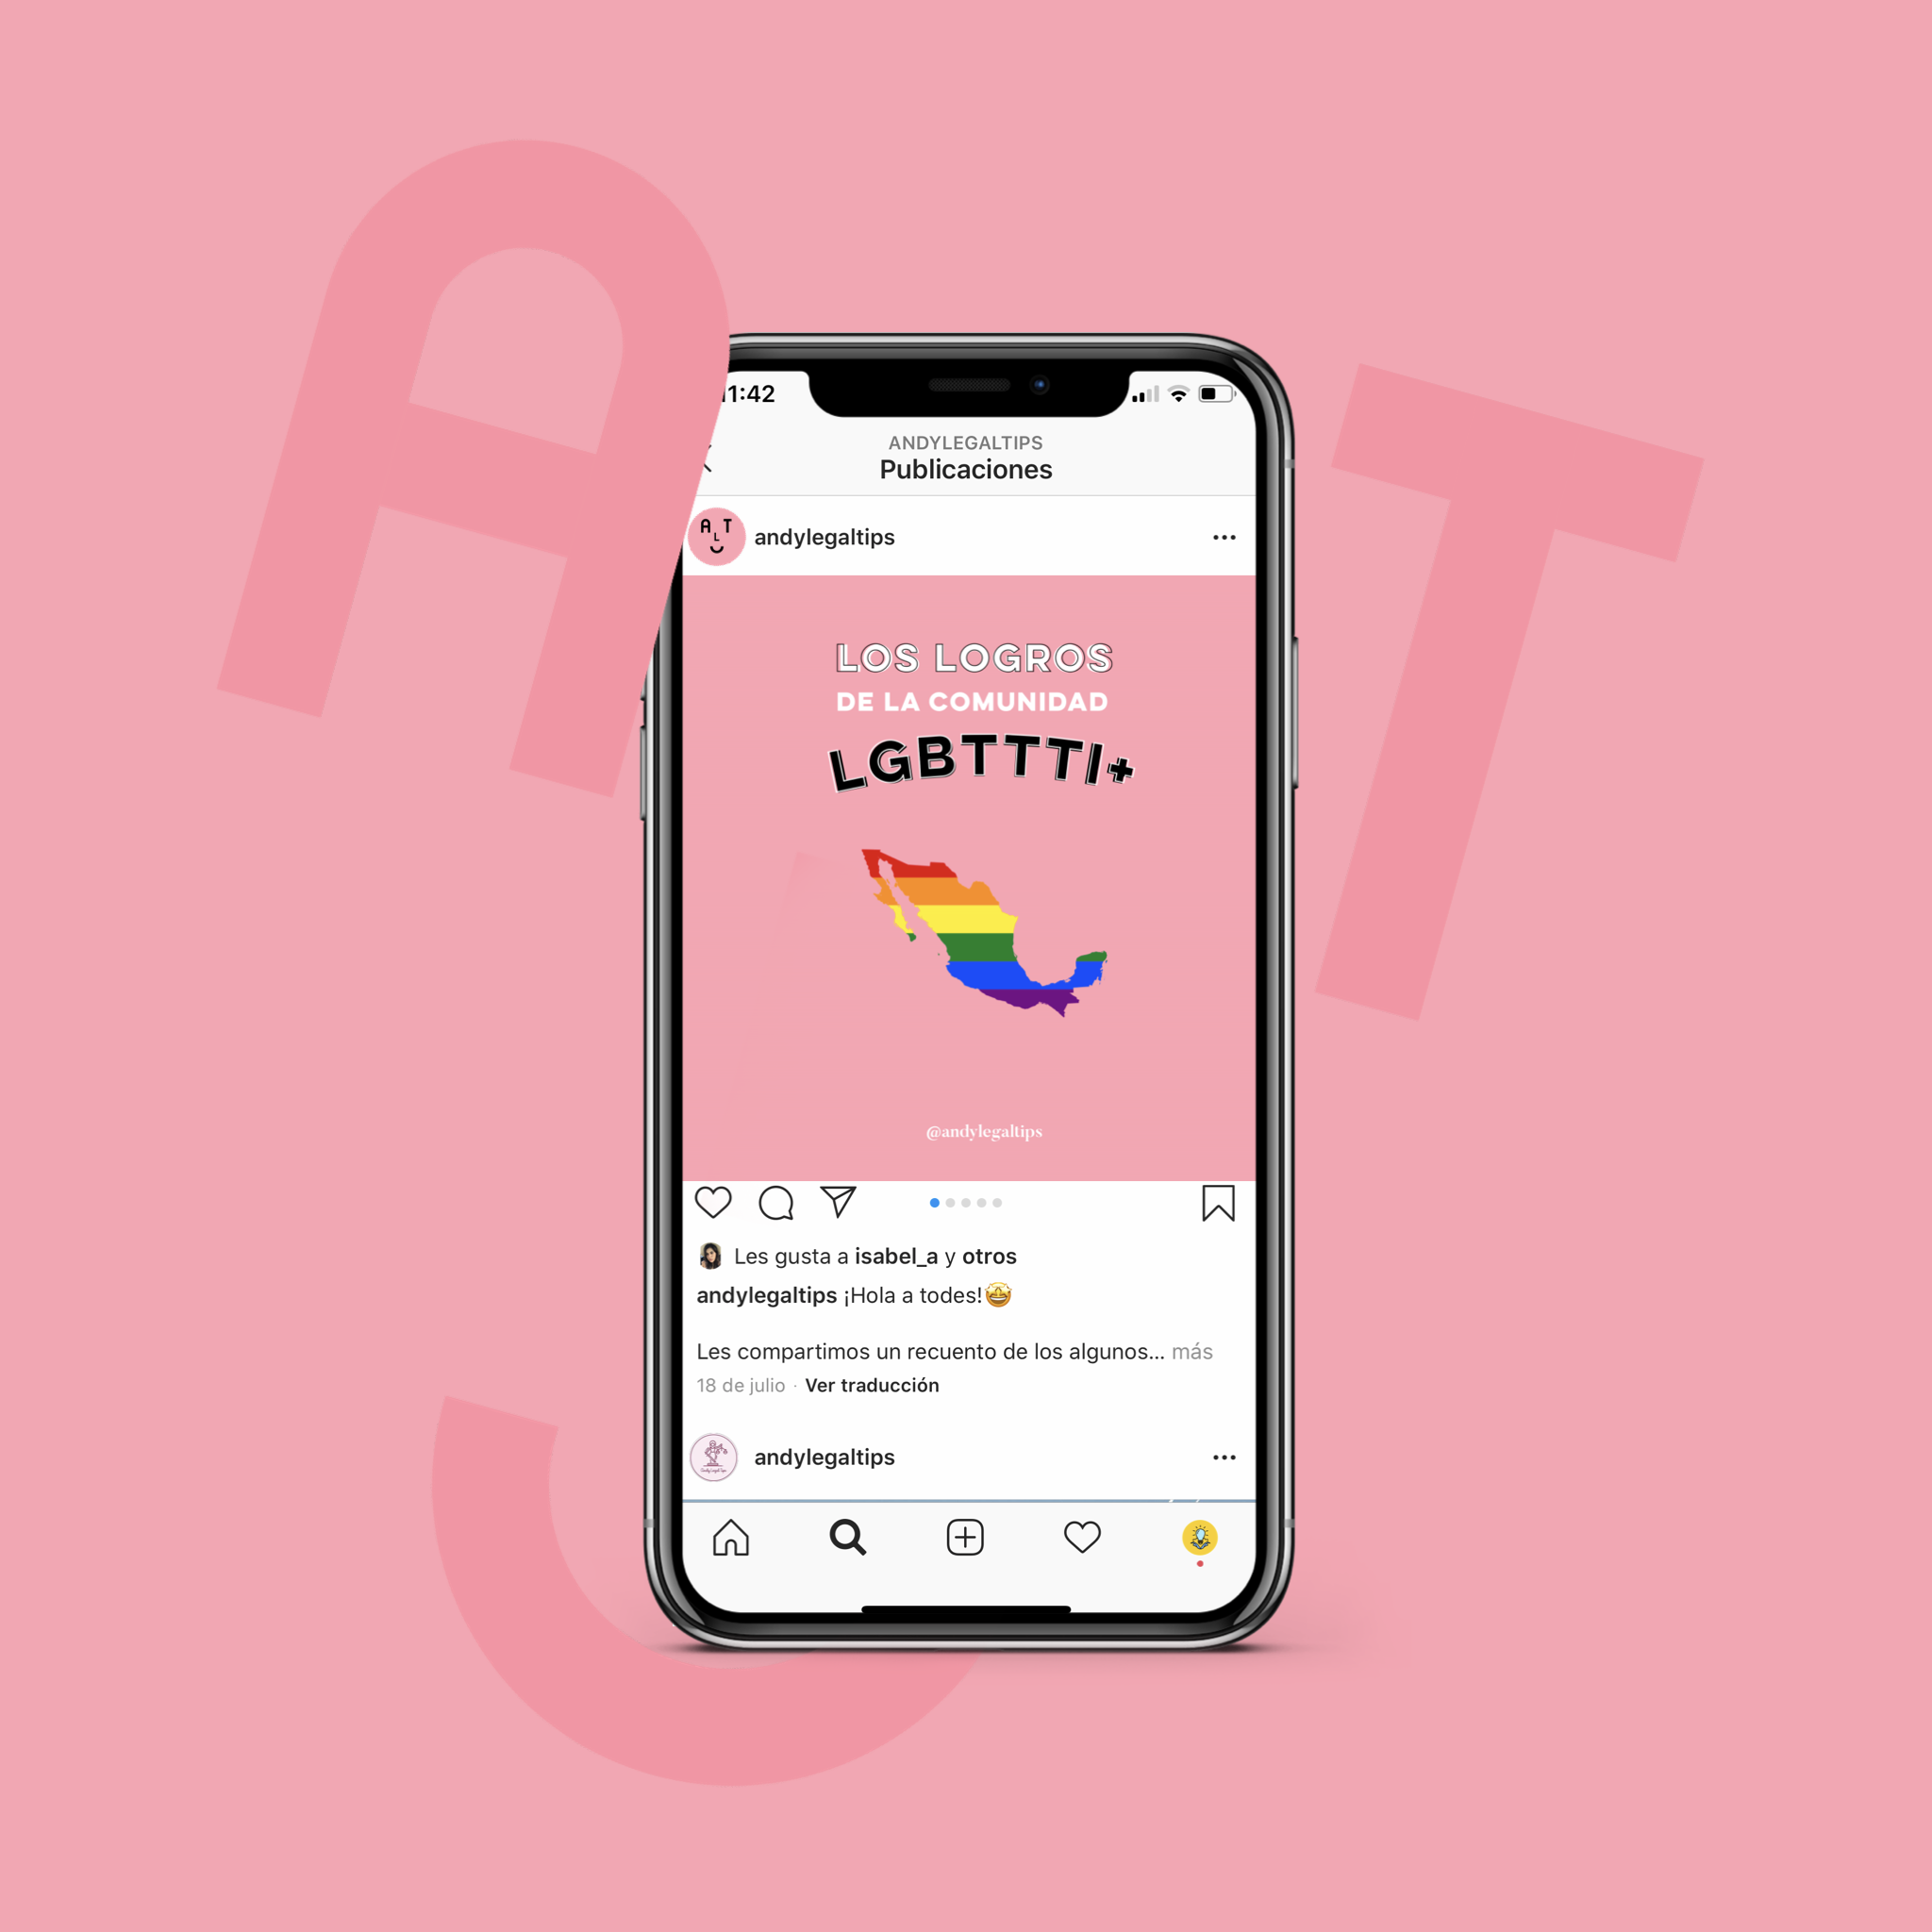 A T
11:42
ANDYLEGALTIPS
Publicaciones
A T
L
andylegaltips
LOS LOGROS
DE LA COMUNIDAD
LGBTTTI+
@andylegaltips
Les gusta a isabel_a y otros
andylegaltips ¡Hola a todes!🤩
Les compartimos un recuento de los algunos... más
18 de julio · Ver traducción
andylegaltips